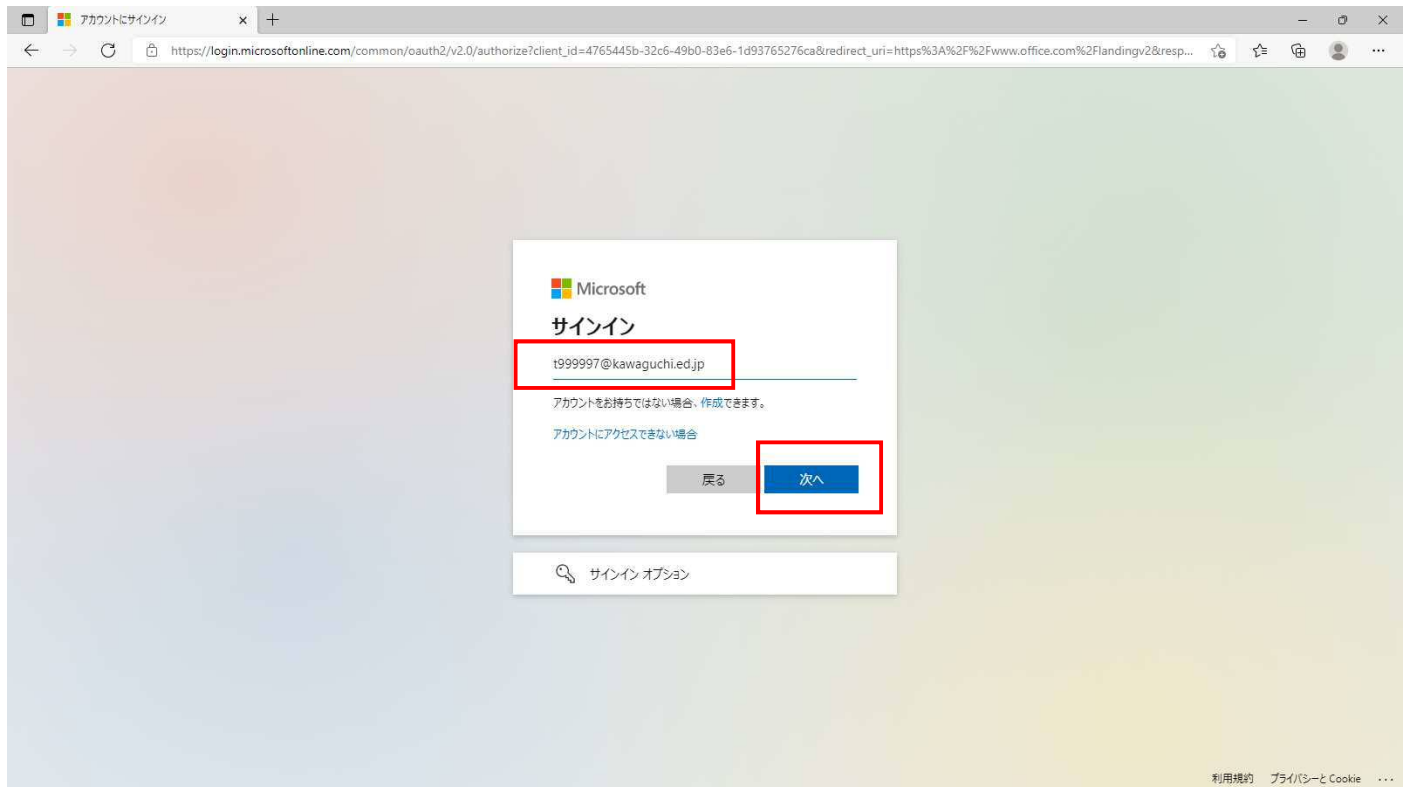 アカウントにサインイン
https://login.microsoftonline.com/common/oauth2/v2.0/authorize?client_id=4765445b-32c6-49b0-83e6-1d93765276ca&redirect_uri=https%3A%2F%2Fwww.office.com%2Flandingv2&resp...
Microsoft
サインイン
t999997@kawaguchi.ed.jp
アカウントをお持ちではない場合、作成できます。
アカウントにアクセスできない場合
戻る 次へ
サインイン オプション
利用規約 プライバシーと Cookie ...